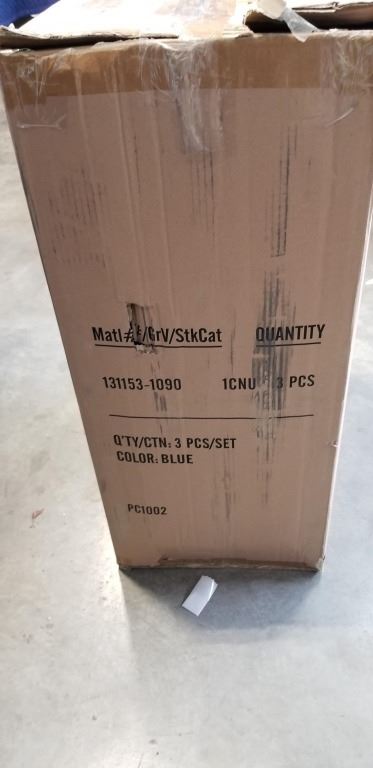 Matl#/GrV/StkCat QUANTITY
131153-1090 1CNU 3 PCS
Q'TY/CTN: 3 PCS/SET
COLOR: BLUE
PC1002